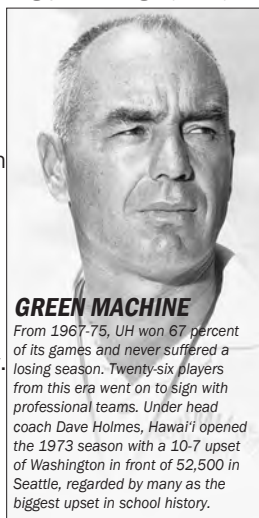 GREEN MACHINE
From 1967-75, UH won 67 percent
of its games and never suffered a
losing season. Twenty-six players
from this era went on to sign with
professional teams. Under head
coach Dave Holmes, Hawai‘i opened
the 1973 season with a 10-7 upset
of Washington in front of 52,500 in
Seattle, regarded by many as the
biggest upset in school history.